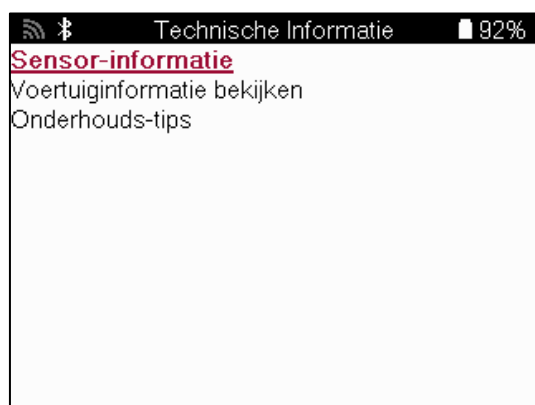 Technische Informatie 92%
Sensor-informatie
Voertuiginformatie bekijken
Onderhouds-tips